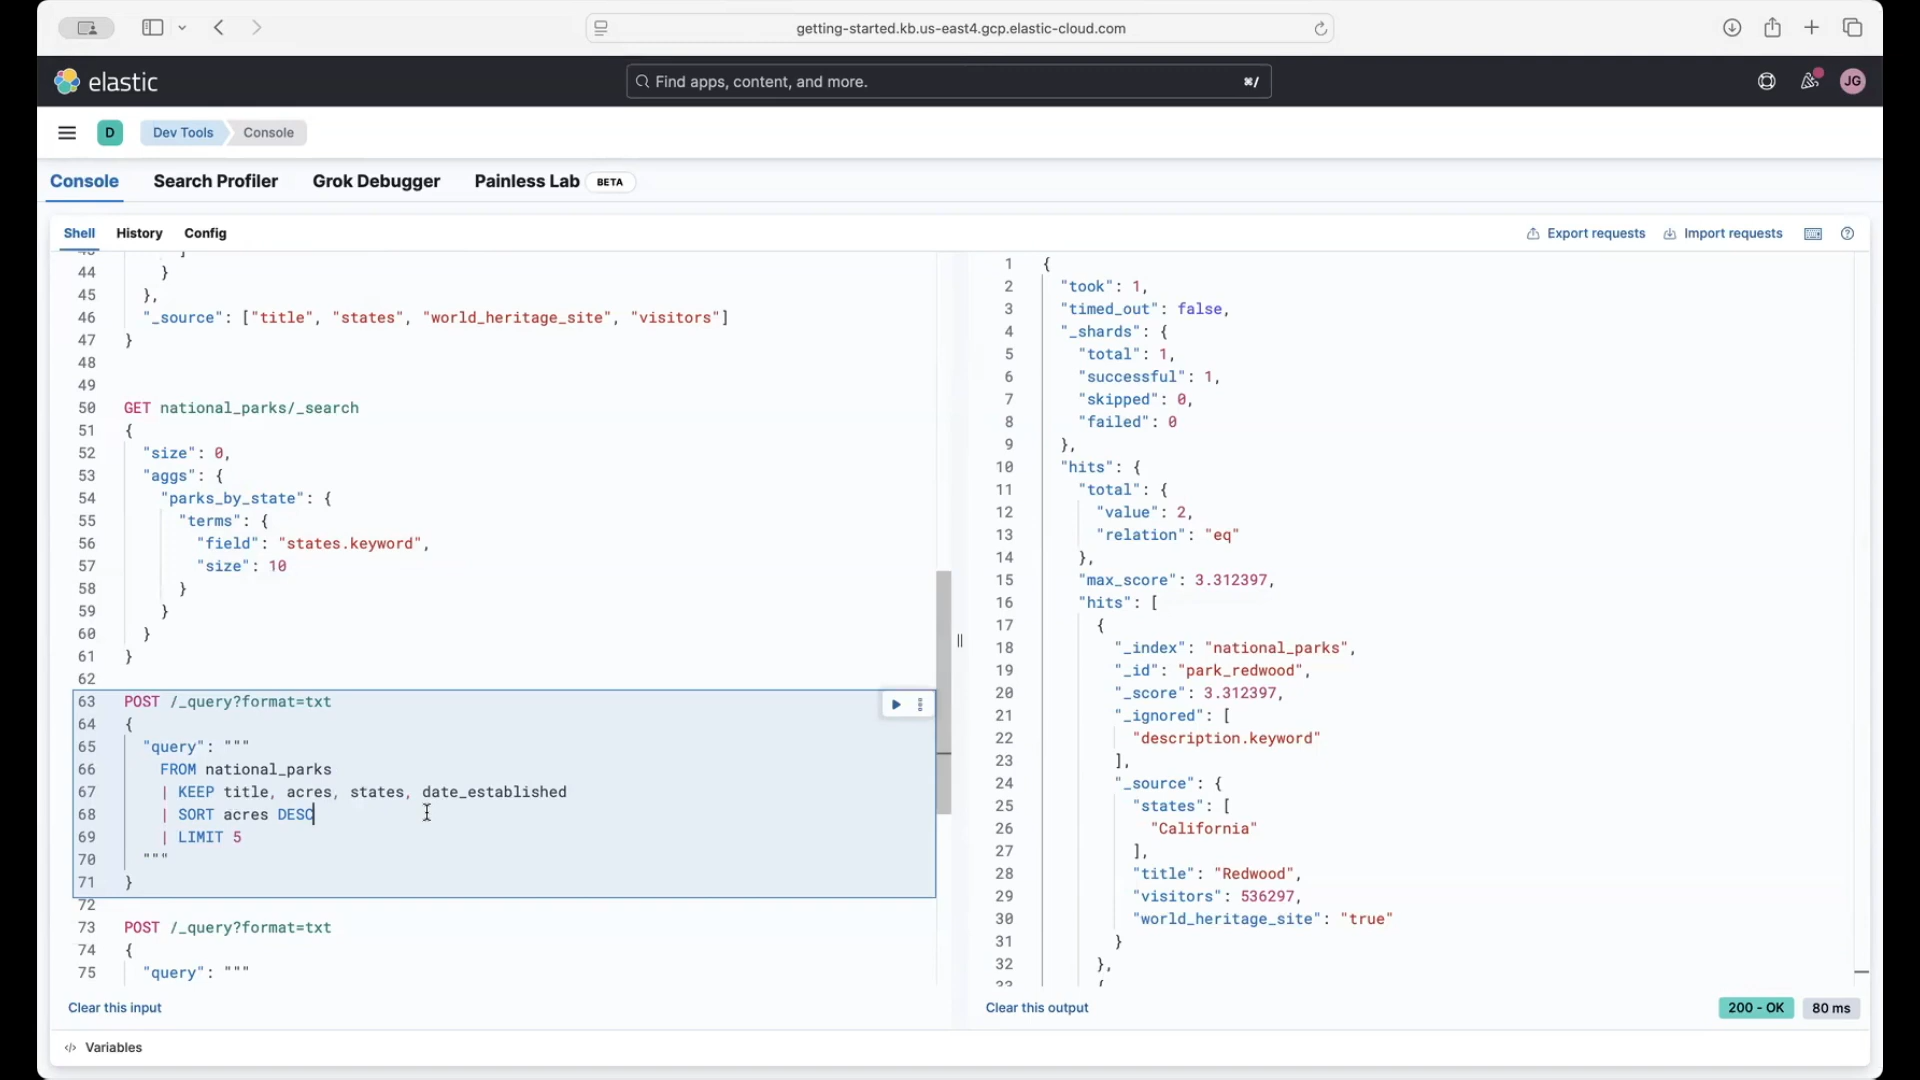 getting-started.kb.us-east4.gcp.elastic-cloud.com
elastic
Find apps, content, and more.
⌘/
JG
D
Dev Tools
Console
Console
Search Profiler
Grok Debugger
Painless Lab
BETA
Shell
History
Config
Export requests
Import requests
44 }
45 },
46 "_source": ["title", "states", "world_heritage_site", "visitors"]
47 }
48
49
50 GET national_parks/_search
51 {
52 "size": 0,
53 "aggs": {
54 "parks_by_state": {
55 "terms": {
56 "field": "states.keyword",
57 "size": 10
58 }
59 }
60 }
61 }
62
63 POST /_query?format=txt
64 {
65 "query": """
66 FROM national_parks
67 | KEEP title, acres, states, date_established
68 | SORT acres DESC
69 | LIMIT 5
70 """
71 }
72
73 POST /_query?format=txt
74 {
75 "query": """
Clear this input
1 {
2 "took": 1,
3 "timed_out": false,
4 "_shards": {
5 "total": 1,
6 "successful": 1,
7 "skipped": 0,
8 "failed": 0
9 },
10 "hits": {
11 "total": {
12 "value": 2,
13 "relation": "eq"
14 },
15 "max_score": 3.312397,
16 "hits": [
17 {
18 "_index": "national_parks",
19 "_id": "park_redwood",
20 "_score": 3.312397,
21 "_ignored": [
22 "description.keyword"
23 ],
24 "_source": {
25 "states": [
26 "California"
27 ],
28 "title": "Redwood",
29 "visitors": 536297,
30 "world_heritage_site": "true"
31 }
32 },
Clear this output
200 - OK
80 ms
Variables